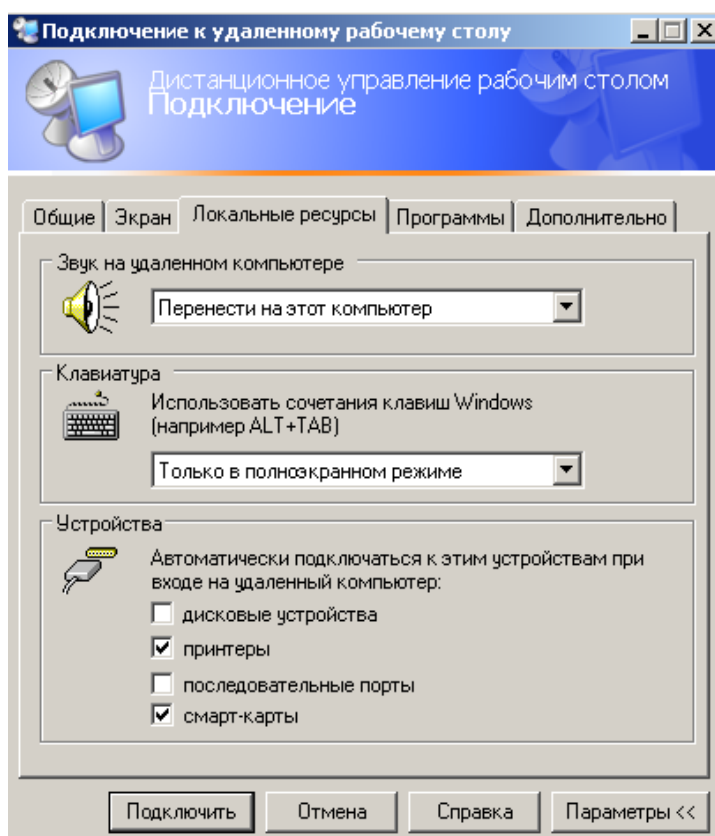 Подключение к удаленному рабочему столу
Дистанционное управление рабочим столом
Подключение
Общие Экран Локальные ресурсы Программы Дополнительно
Звук на удаленном компьютере
Перенести на этот компьютер
Клавиатура
Использовать сочетания клавиш Windows
(например ALT+TAB)
Только в полноэкранном режиме
Устройства
Автоматически подключаться к этим устройствам при
входе на удаленный компьютер:
дисковые устройства
принтеры
последовательные порты
смарт-карты
Подключить Отмена Справка Параметры <<